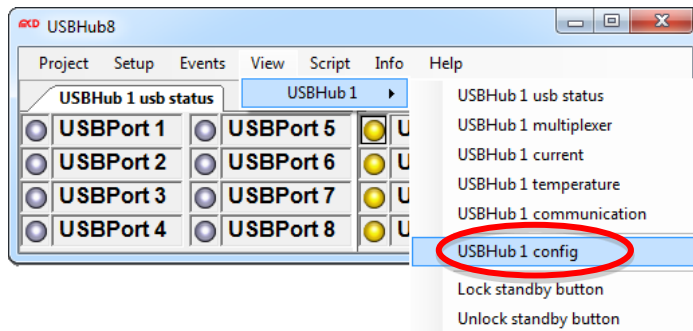 USBHub8
Project Setup Events View Script Info Help
USBHub 1 usb status
USBHub 1
USBPort 1 USBPort 5 U
USBPort 2 USBPort 6 U
USBPort 3 USBPort 7 U
USBPort 4 USBPort 8 U
USBHub 1 usb status
USBHub 1 multiplexer
USBHub 1 current
USBHub 1 temperature
USBHub 1 communication
USBHub 1 config
Lock standby button
Unlock standby button